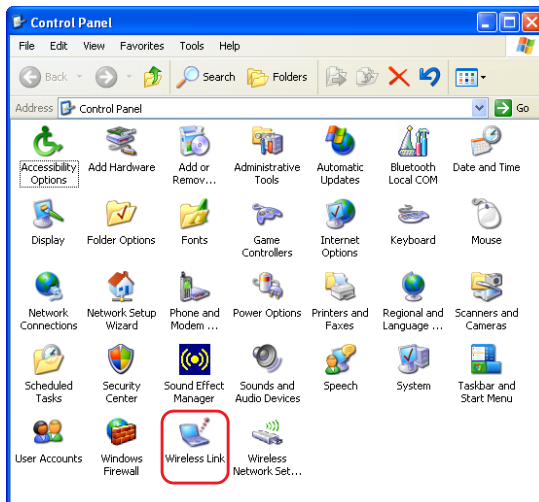 Control Panel
File Edit View Favorites Tools Help
Back Search Folders
Address Control Panel Go
Accessibility Options
Add Hardware
Add or Remov...
Administrative Tools
Automatic Updates
Bluetooth Local COM
Date and Time
Display
Folder Options
Fonts
Game Controllers
Internet Options
Keyboard
Mouse
Network Connections
Network Setup Wizard
Phone and Modem ...
Power Options
Printers and Faxes
Regional and Language ...
Scanners and Cameras
Scheduled Tasks
Security Center
Sound Effect Manager
Sounds and Audio Devices
Speech
System
Taskbar and Start Menu
User Accounts
Windows Firewall
Wireless Link
Wireless Network Set...